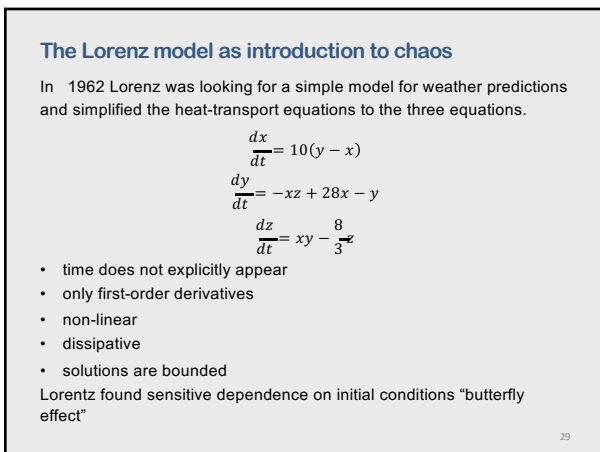 The Lorenz model as introduction to chaos
In 1962 Lorenz was looking for a simple model for weather predictions
and simplified the heat-transport equations to the three equations.
dx/dt = 10(y − x)
dy/dt = −xz + 28x − y
dz/dt = xy − 8/3 z
• time does not explicitly appear
• only first-order derivatives
• non-linear
• dissipative
• solutions are bounded
Lorentz found sensitive dependence on initial conditions “butterfly
effect”
29